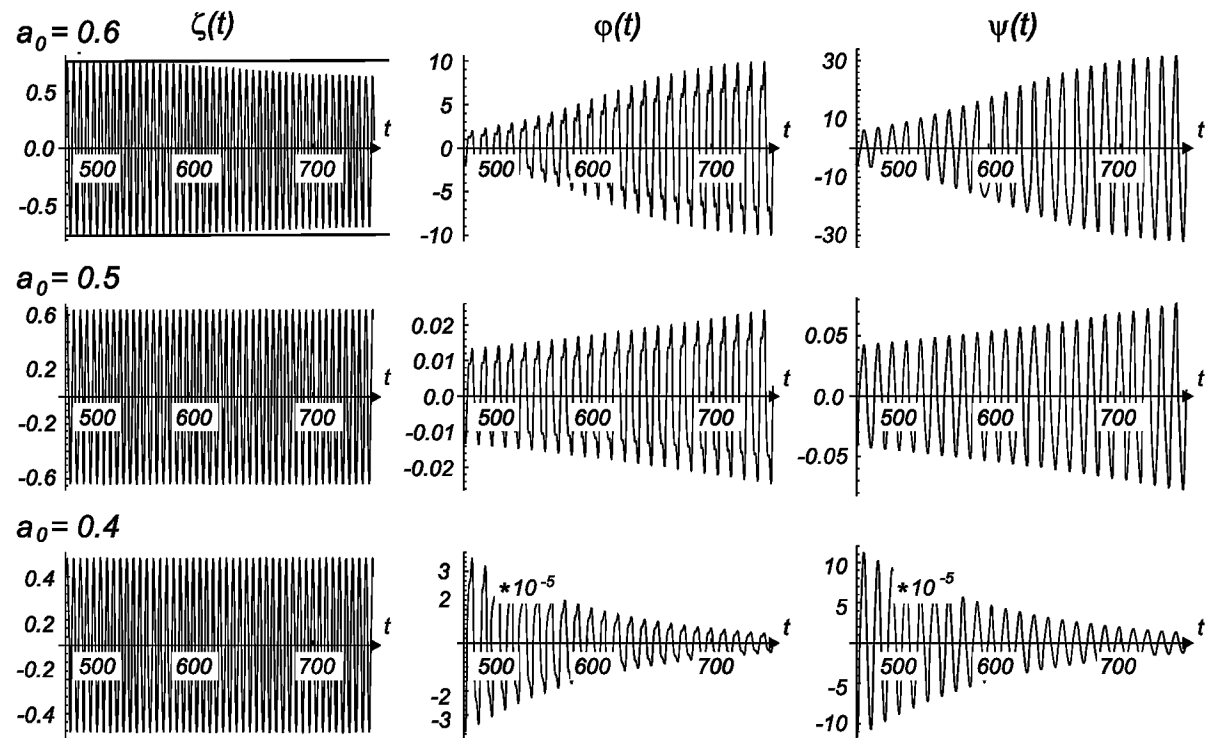 a₀ = 0.6 ζ(t) φ(t) ψ(t)
0.5 0.0 -0.5 500 600 700 t
10 5 0 -5 -10 500 600 700 t
30 10 -10 -30 500 600 700 t
a₀ = 0.5
0.6 0.2 -0.2 -0.6 500 600 700 t
0.02 0.01 0.0 -0.01 -0.02 500 600 700 t
0.05 0.0 -0.05 500 600 700 t
a₀ = 0.4
0.4 0.2 -0.2 -0.4 500 600 700 t
3 2 -2 -3 *10⁻⁵ 500 600 700 t
10 5 -5 -10 *10⁻⁵ 500 600 700 t